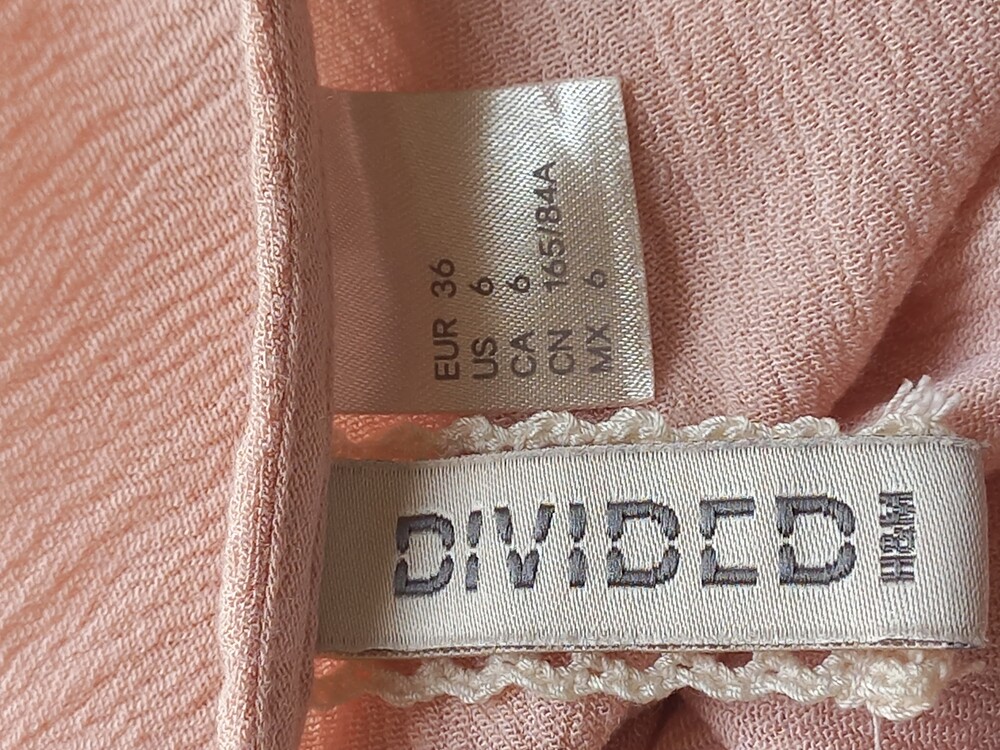 EUR 36
US 6
CA 6
CN 165/84A
MX 6
DIVIDED
H&M